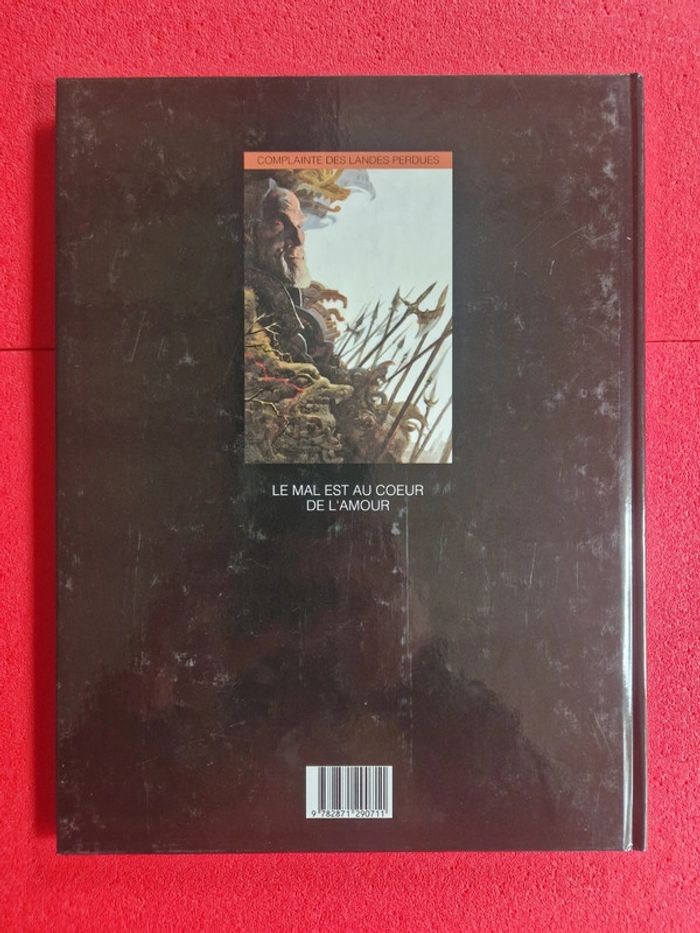 COMPLAINTE DES LANDES PERDUES
LE MAL EST AU COEUR
DE L'AMOUR
9 782871 290711